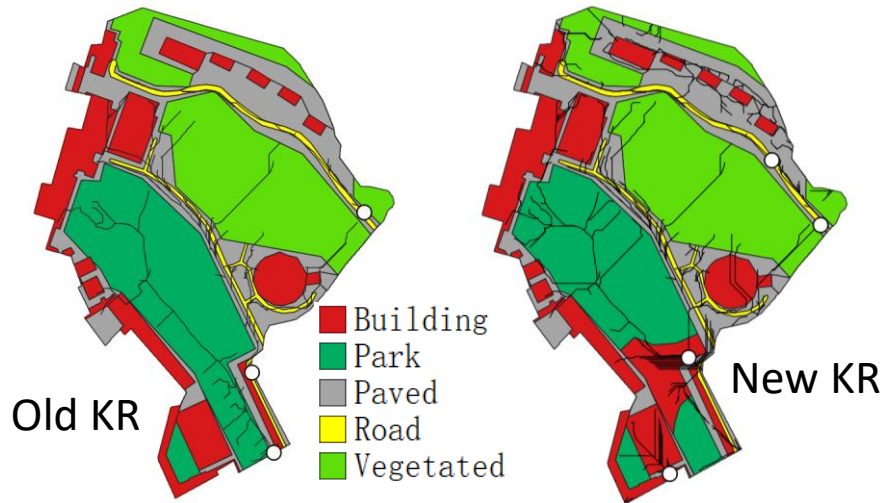 Old KR
Building
Park
Paved
Road
Vegetated
New KR